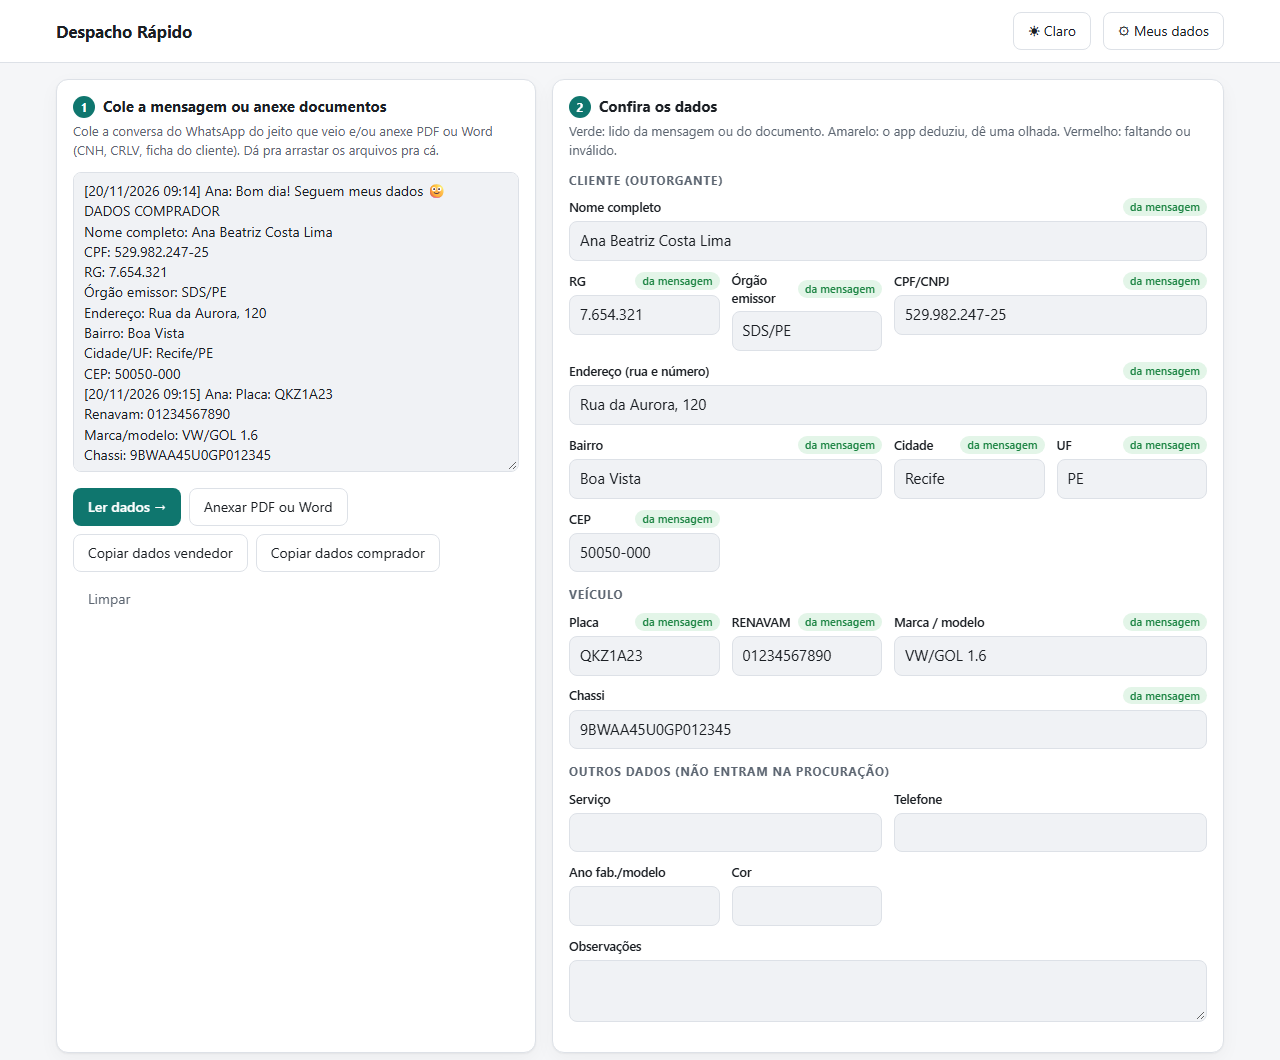 Despacho Rápido
☀ Claro
⚙ Meus dados
1 Cole a mensagem ou anexe documentos
Cole a conversa do WhatsApp do jeito que veio e/ou anexe PDF ou Word
(CNH, CRLV, ficha do cliente). Dá pra arrastar os arquivos pra cá.
[20/11/2026 09:14] Ana: Bom dia! Seguem meus dados 😀
DADOS COMPRADOR
Nome completo: Ana Beatriz Costa Lima
CPF: 529.982.247-25
RG: 7.654.321
Órgão emissor: SDS/PE
Endereço: Rua da Aurora, 120
Bairro: Boa Vista
Cidade/UF: Recife/PE
CEP: 50050-000
[20/11/2026 09:15] Ana: Placa: QKZ1A23
Renavam: 01234567890
Marca/modelo: VW/GOL 1.6
Chassi: 9BWAA45U0GP012345
Ler dados →
Anexar PDF ou Word
Copiar dados vendedor
Copiar dados comprador
Limpar
2 Confira os dados
Verde: lido da mensagem ou do documento. Amarelo: o app deduziu, dê uma olhada. Vermelho: faltando ou
inválido.
CLIENTE (OUTORGANTE)
Nome completo da mensagem
Ana Beatriz Costa Lima
RG da mensagem
7.654.321
Órgão
emissor da mensagem
SDS/PE
CPF/CNPJ da mensagem
529.982.247-25
Endereço (rua e número) da mensagem
Rua da Aurora, 120
Bairro da mensagem
Boa Vista
Cidade da mensagem
Recife
UF da mensagem
PE
CEP da mensagem
50050-000
VEÍCULO
Placa da mensagem
QKZ1A23
RENAVAM da mensagem
01234567890
Marca / modelo da mensagem
VW/GOL 1.6
Chassi da mensagem
9BWAA45U0GP012345
OUTROS DADOS (NÃO ENTRAM NA PROCURAÇÃO)
Serviço
Telefone
Ano fab./modelo
Cor
Observações